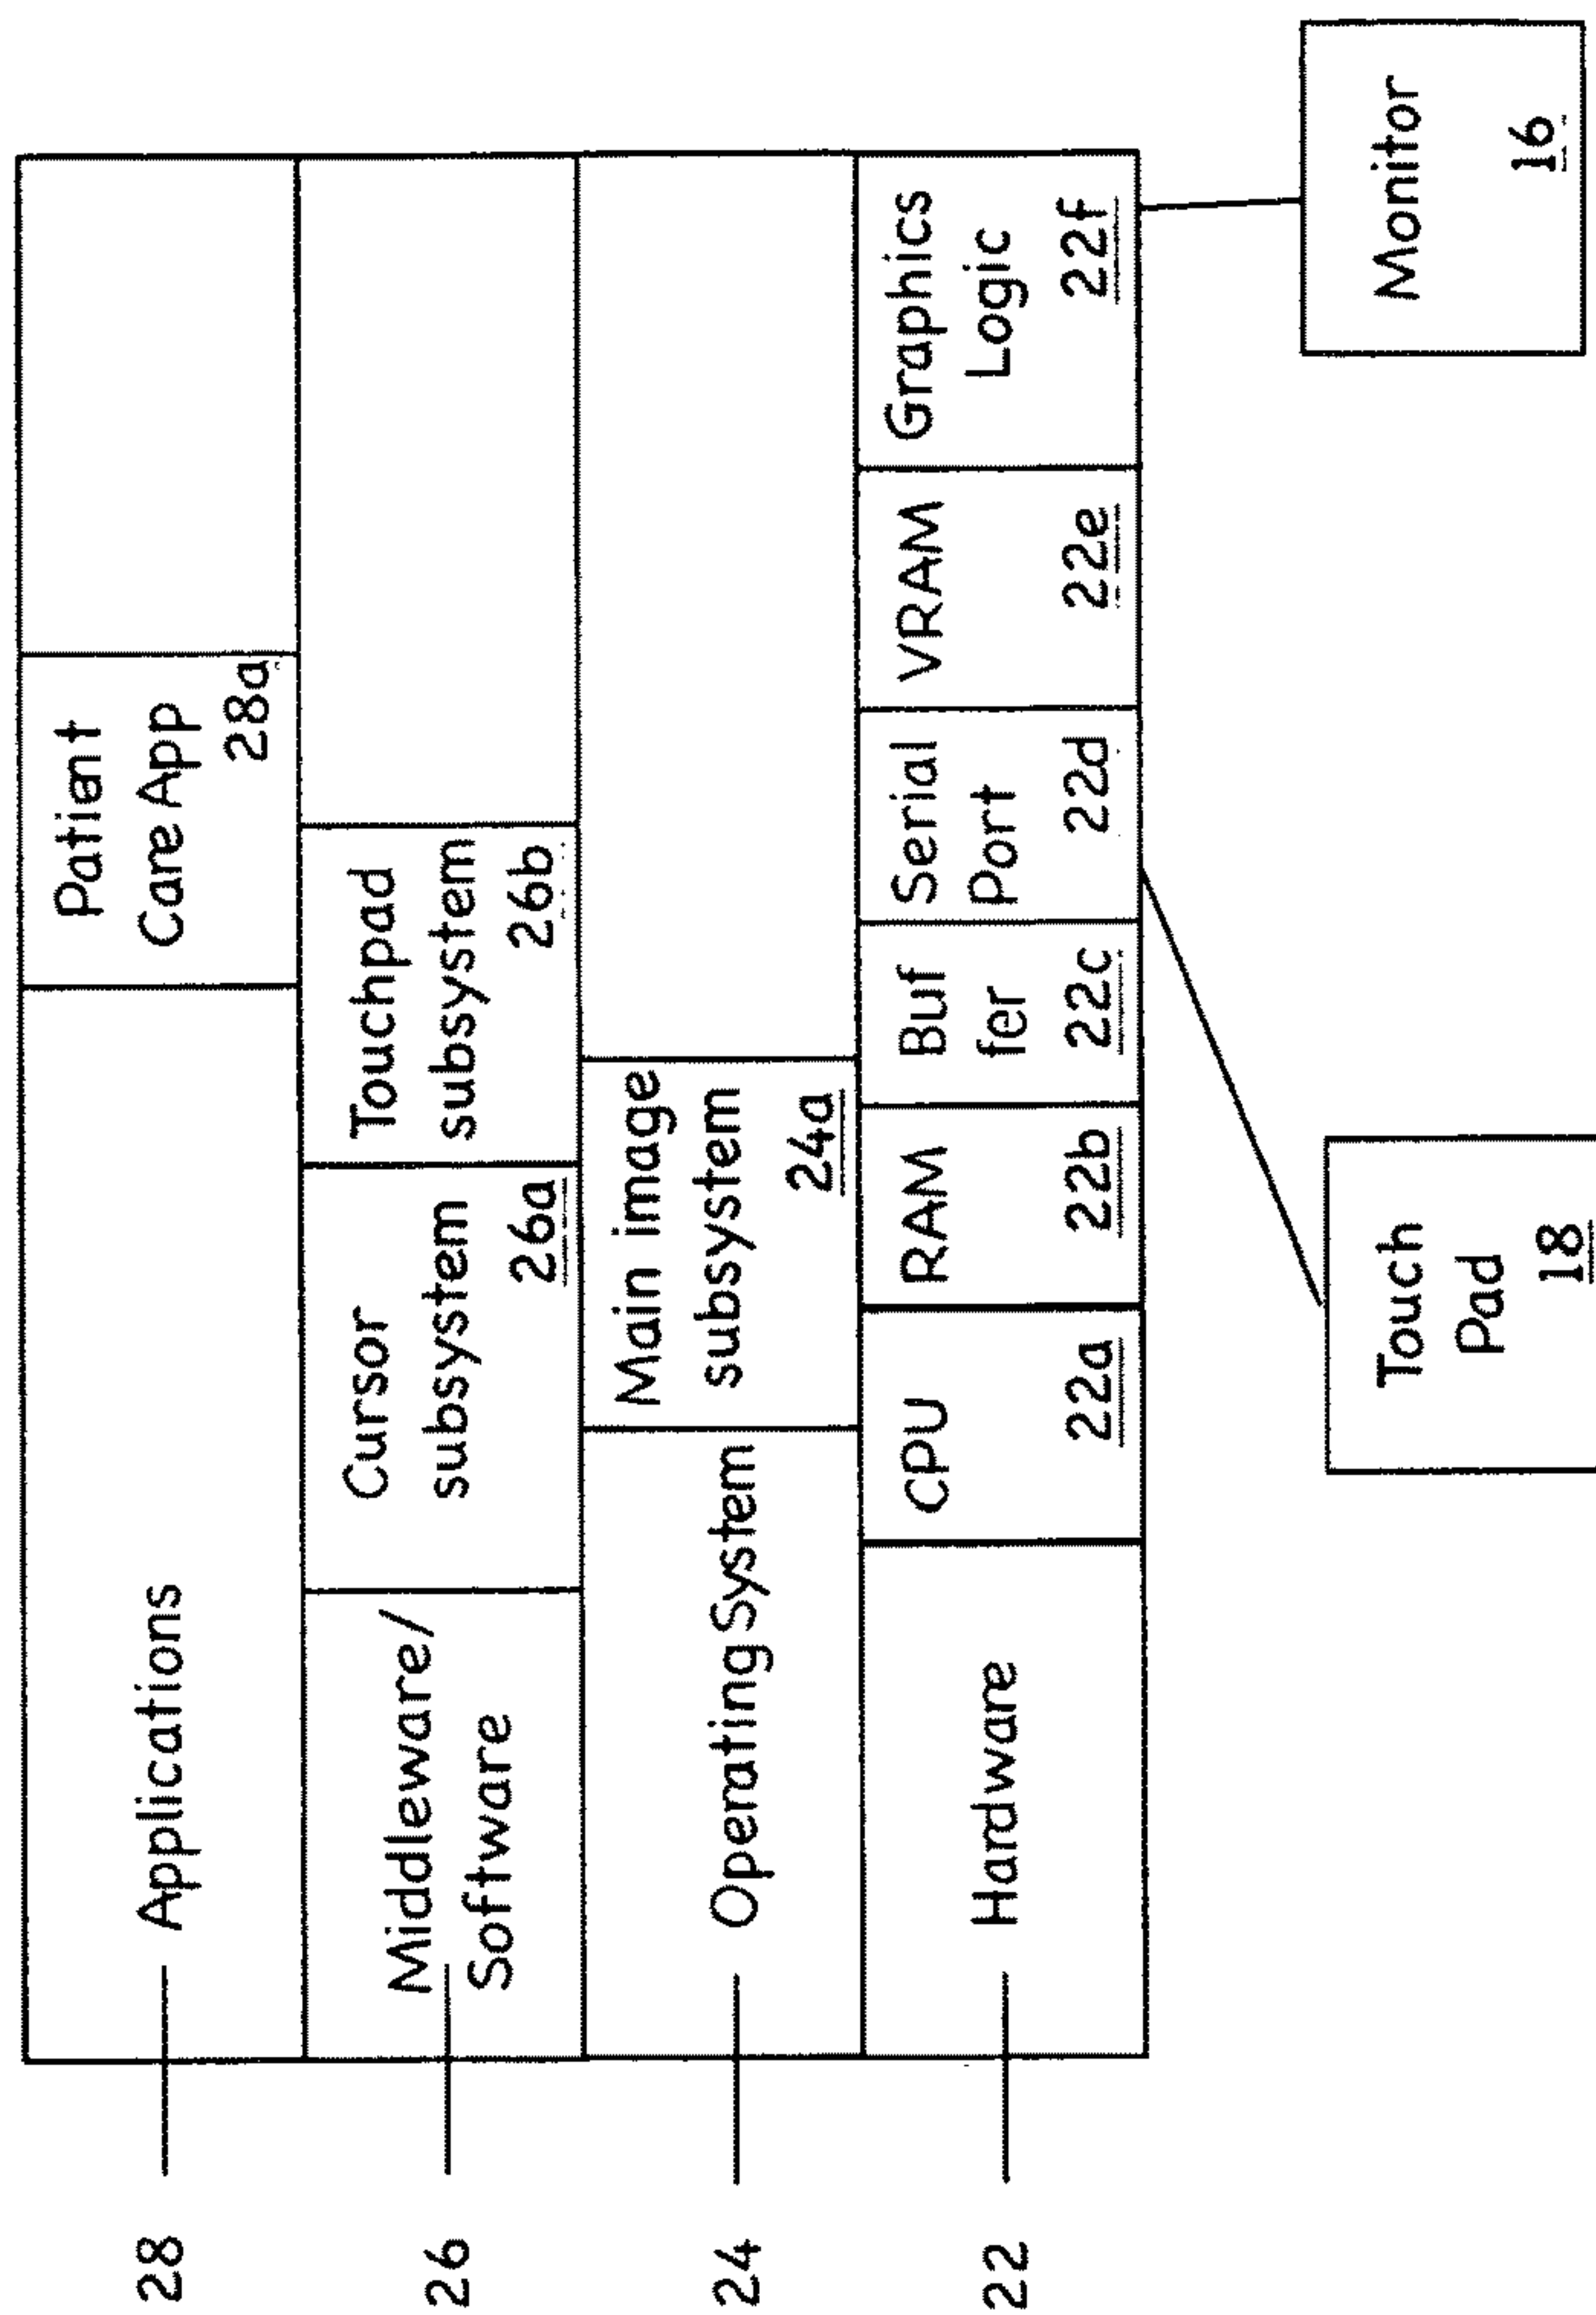 28
Applications
Patient
Care App
28a
26
Middleware/
Software
Cursor
subsystem
26a
Touchpad
subsystem
26b
24
Operating System
Main image
subsystem
24a
22
Hardware
CPU
22a
RAM
22b
Buf
fer
22c
Serial
Port
22d
VRAM
22e
Graphics
Logic
22f
Touch
Pad
18
Monitor
16